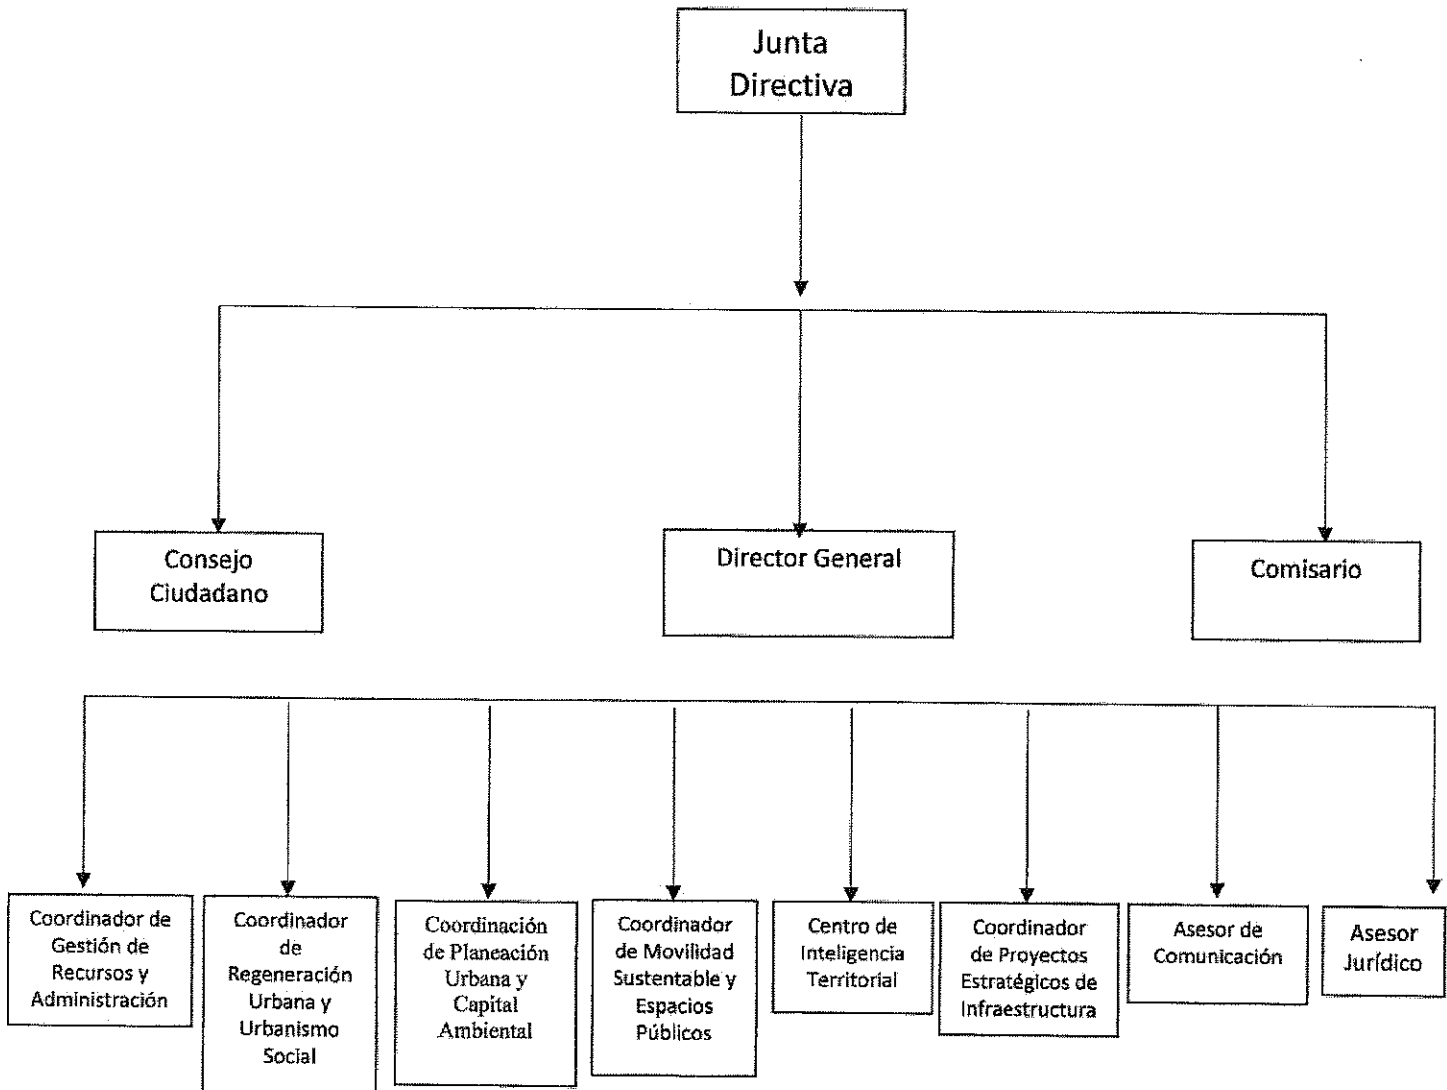 Junta
Directiva
Consejo
Ciudadano
Director General
Comisario
Coordinador de
Gestión de
Recursos y
Administración
Coordinador
de
Regeneración
Urbana y
Urbanismo
Social
Coordinación
de Planeación
Urbana y
Capital
Ambiental
Coordinador
de Movilidad
Sustentable y
Espacios
Públicos
Centro de
Inteligencia
Territorial
Coordinador
de Proyectos
Estratégicos de
Infraestructura
Asesor de
Comunicación
Asesor
Jurídico